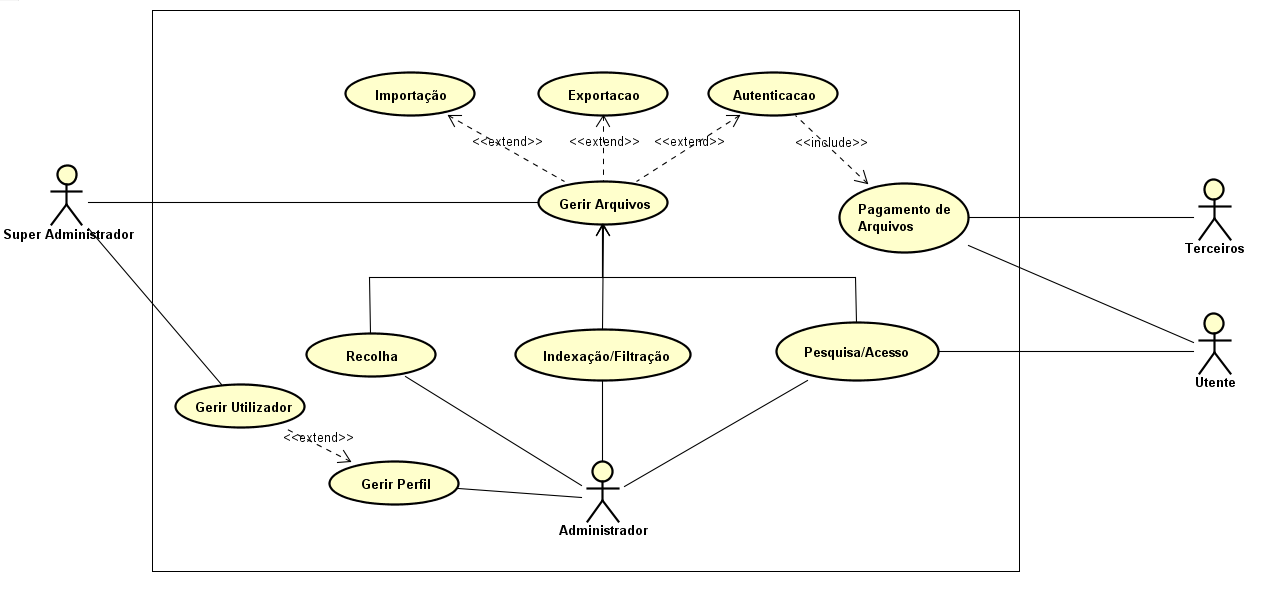 Importação
Exportacao
Autenticacao
<<extend>>
<<extend>>
<<extend>>
<<include>>
Gerir Arquivos
Pagamento de
Arquivos
Super Administrador
Terceiros
Recolha
Indexação/Filtração
Pesquisa/Acesso
Utente
Gerir Utilizador
<<extend>>
Gerir Perfil
Administrador